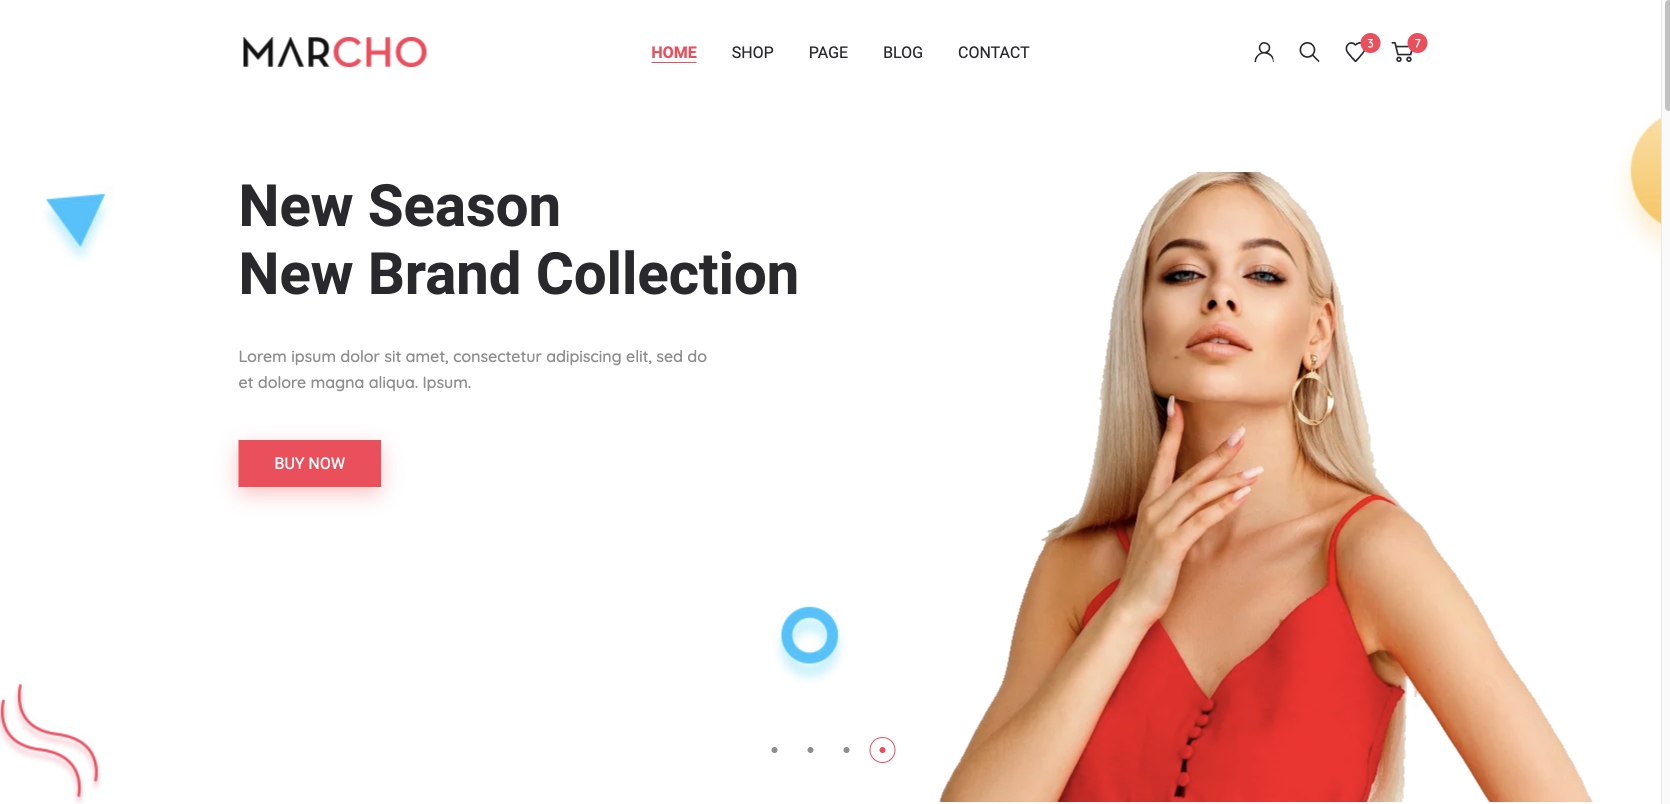 MARCHO
HOME SHOP PAGE BLOG CONTACT
3 7
New Season
New Brand Collection
Lorem ipsum dolor sit amet, consectetur adipiscing elit, sed do
et dolore magna aliqua. Ipsum.
BUY NOW